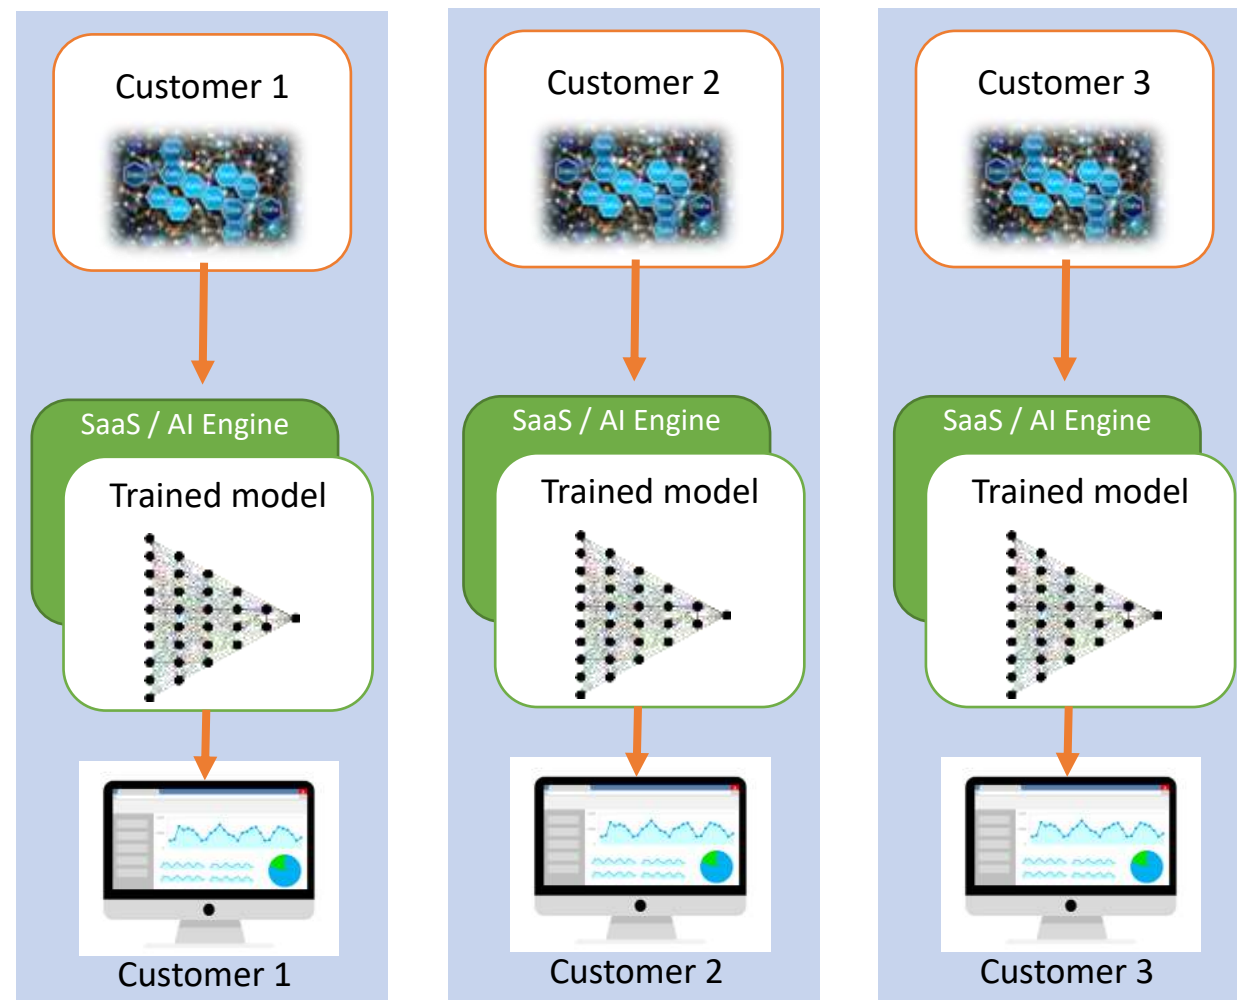 Customer 1
Customer 2
Customer 3
SaaS / AI Engine
SaaS / AI Engine
SaaS / AI Engine
Trained model
Trained model
Trained model
Customer 1
Customer 2
Customer 3